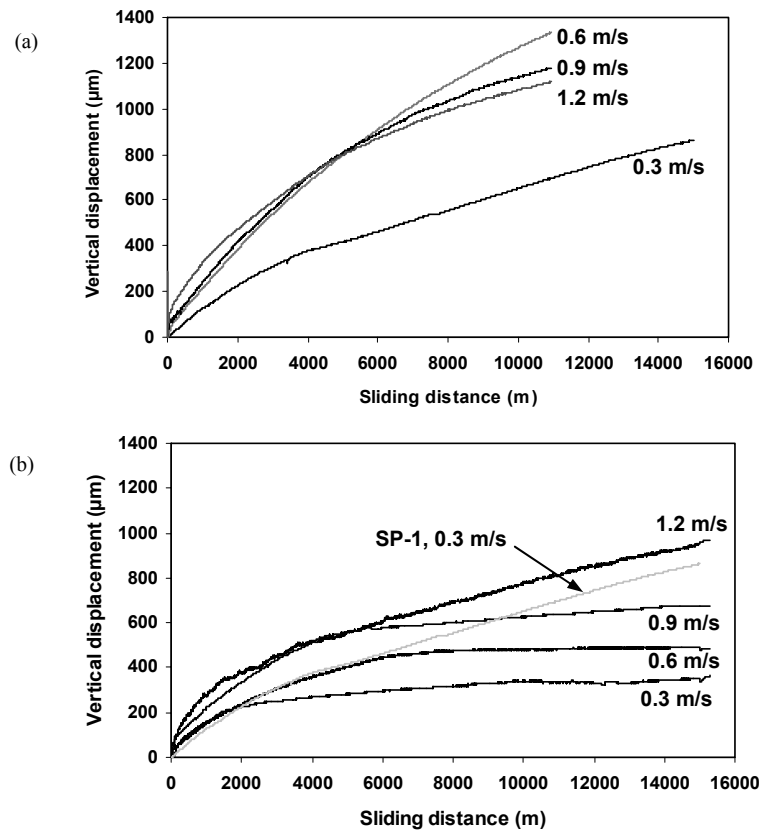 (a)
1400
1200
1000
800
600
400
200
0
Vertical displacement (µm)
0.6 m/s
0.9 m/s
1.2 m/s
0.3 m/s
0 2000 4000 6000 8000 10000 12000 14000 16000
Sliding distance (m)
(b)
1400
1200
1000
800
600
400
200
0
Vertical displacement (µm)
1.2 m/s
SP-1, 0.3 m/s
0.9 m/s
0.6 m/s
0.3 m/s
0 2000 4000 6000 8000 10000 12000 14000 16000
Sliding distance (m)